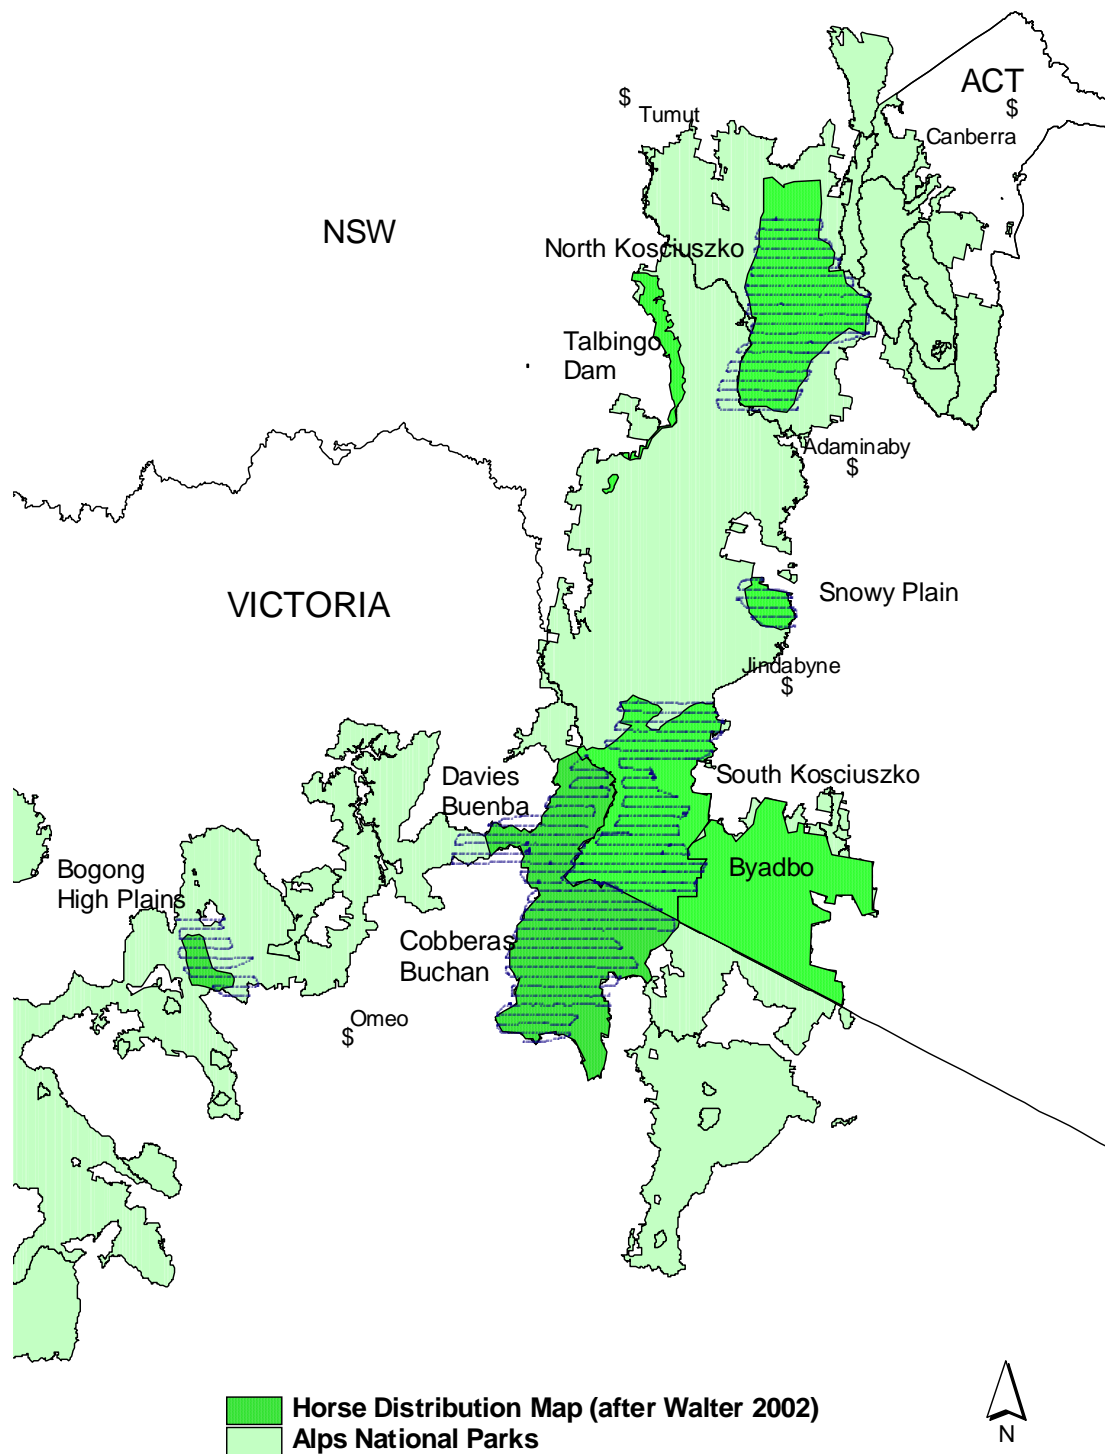 ACT
$
$
Tumut
Canberra
NSW
North Kosciuszko
Talbingo
Dam
Adaminaby
$
VICTORIA
Snowy Plain
Jindabyne
$
Davies
Buenba
South Kosciuszko
Byadbo
Bogong
High Plains
Cobberas
Buchan
Omeo
$
Horse Distribution Map (after Walter 2002)
Alps National Parks
N